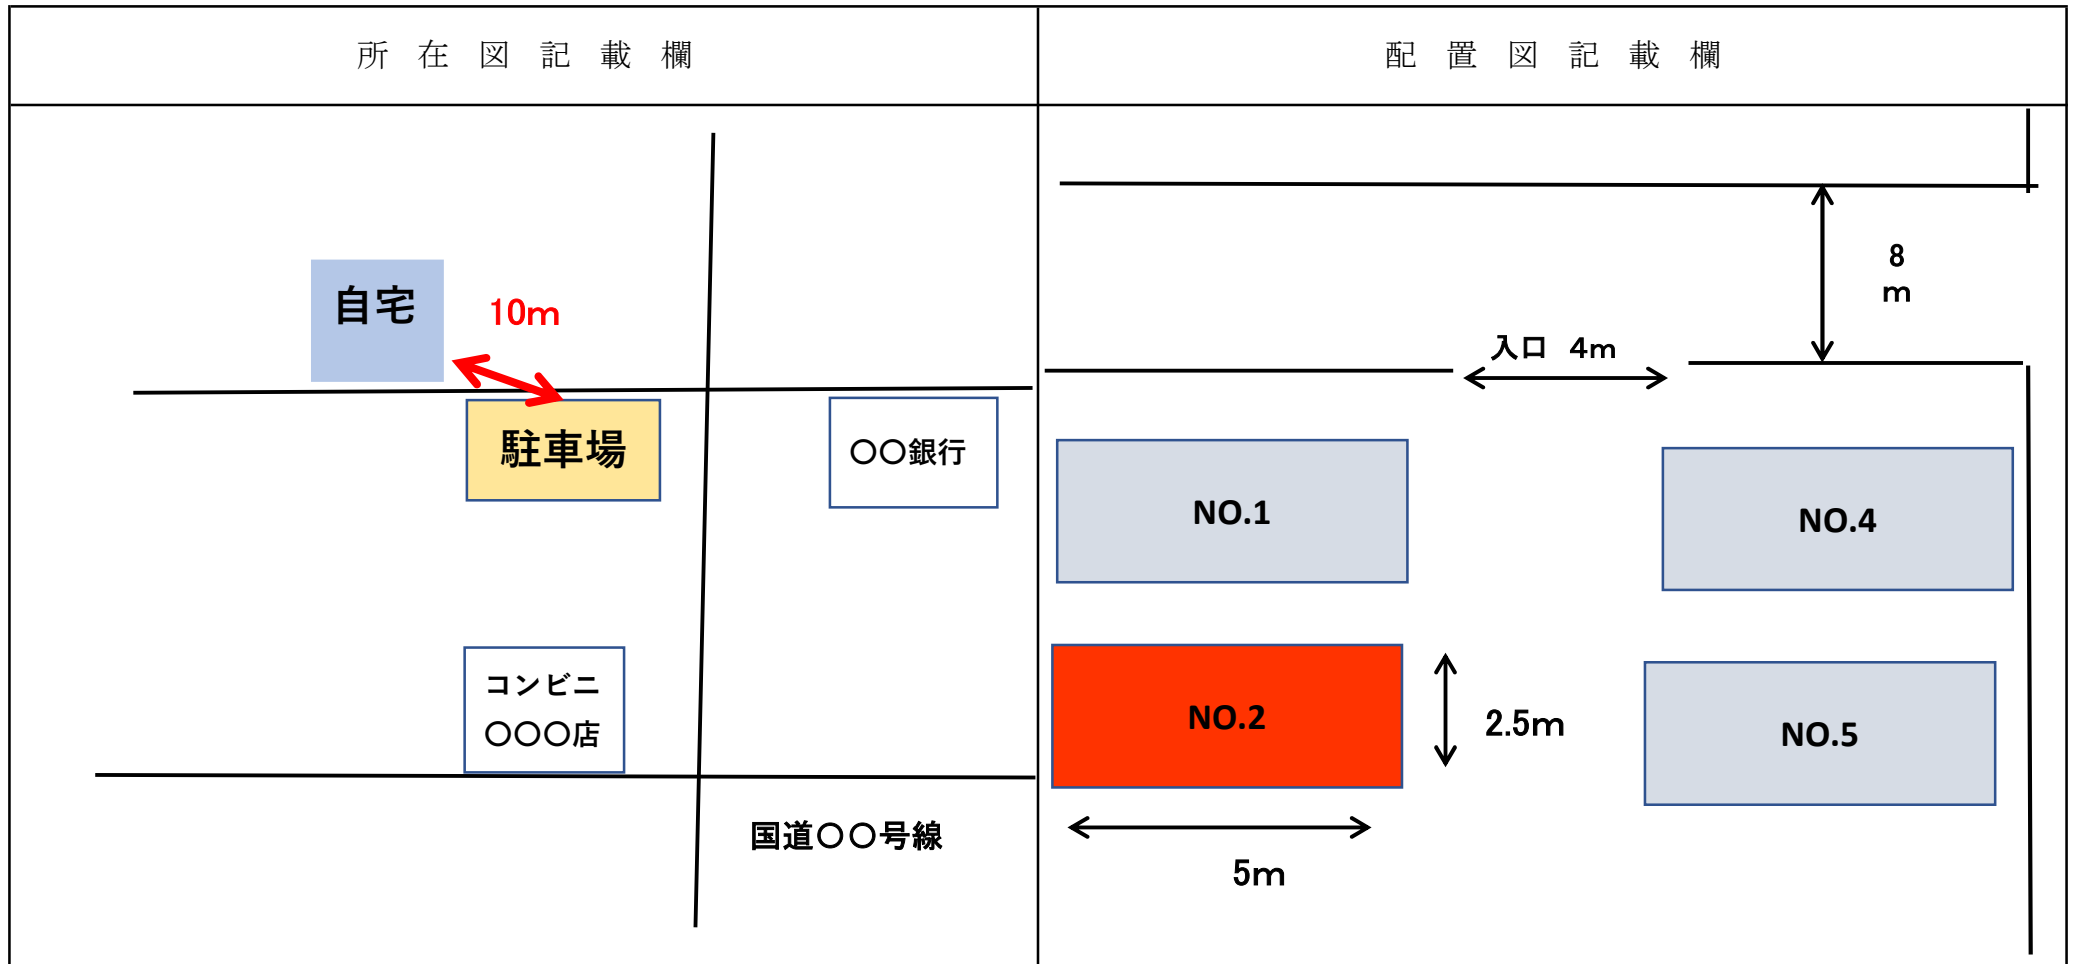 所在図記載欄
配置図記載欄
自宅
10m
駐車場
〇〇銀行
コンビニ
〇〇〇店
国道〇〇号線
8
m
入口 4m
NO.1
NO.4
NO.2
2.5m
NO.5
5m